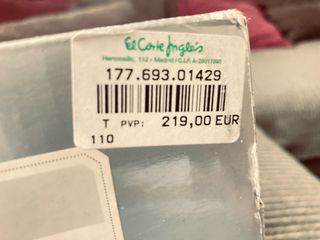 El Corte Inglés
Hermosilla, 112 - Madrid / C.I.F. A-28017895
177.693.01429
T PVP: 219,00 EUR
110